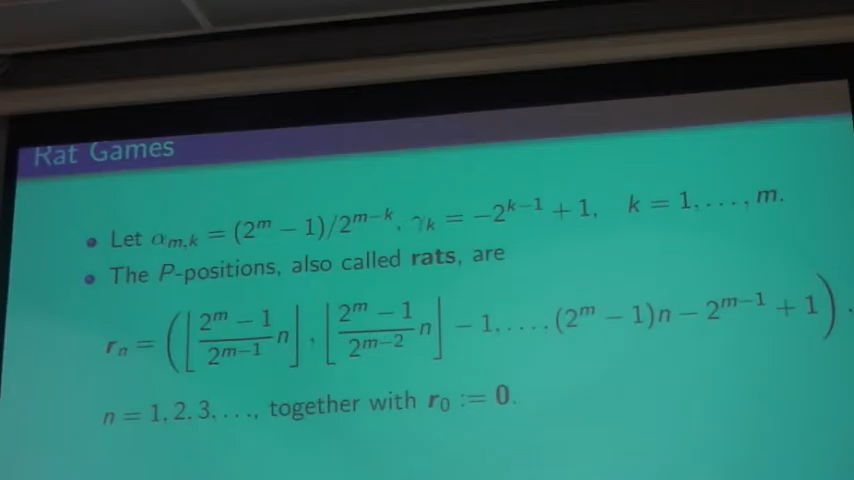 Rat Games
• Let α_{m,k} = (2^m − 1)/2^{m−k}, γ_k = −2^{k−1} + 1, k = 1, . . . , m.
• The P-positions, also called rats, are
r_n = (⌊\frac{2^m − 1}{2^{m−1}} n⌋, ⌊\frac{2^m − 1}{2^{m−2}} n⌋ − 1, . . . , (2^m − 1)n − 2^{m−1} + 1).
n = 1, 2, 3, . . . , together with r_0 := 0.